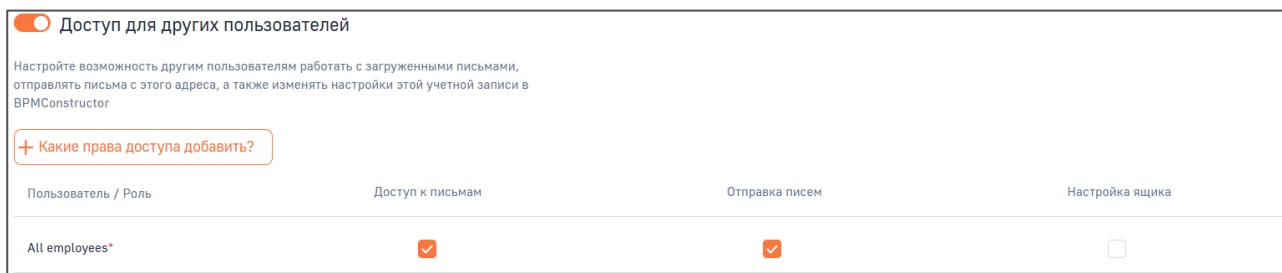 Доступ для других пользователей
Настройте возможность другим пользователям работать с загруженными письмами,
отправлять письма с этого адреса, а также изменять настройки этой учетной записи в
BPMConstructor
+ Какие права доступа добавить?
Пользователь / Роль Доступ к письмам Отправка писем Настройка ящика
All employees*